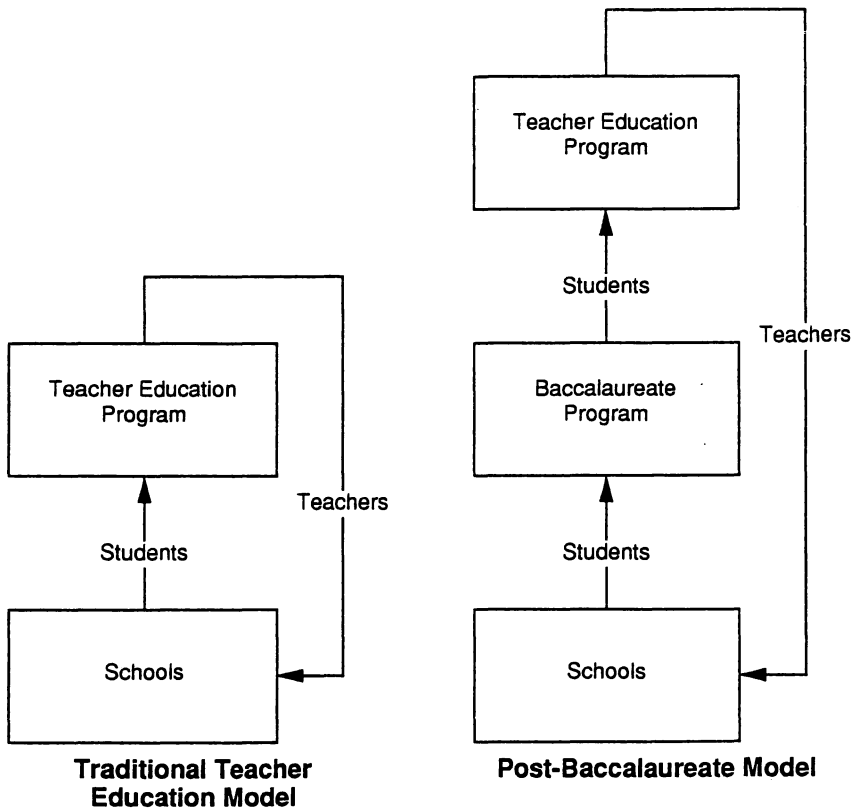 Teacher Education
Program
Teachers
Students
Schools
Traditional Teacher
Education Model
Teacher Education
Program
Students
Teachers
Baccalaureate
Program
Students
Schools
Post-Baccalaureate Model